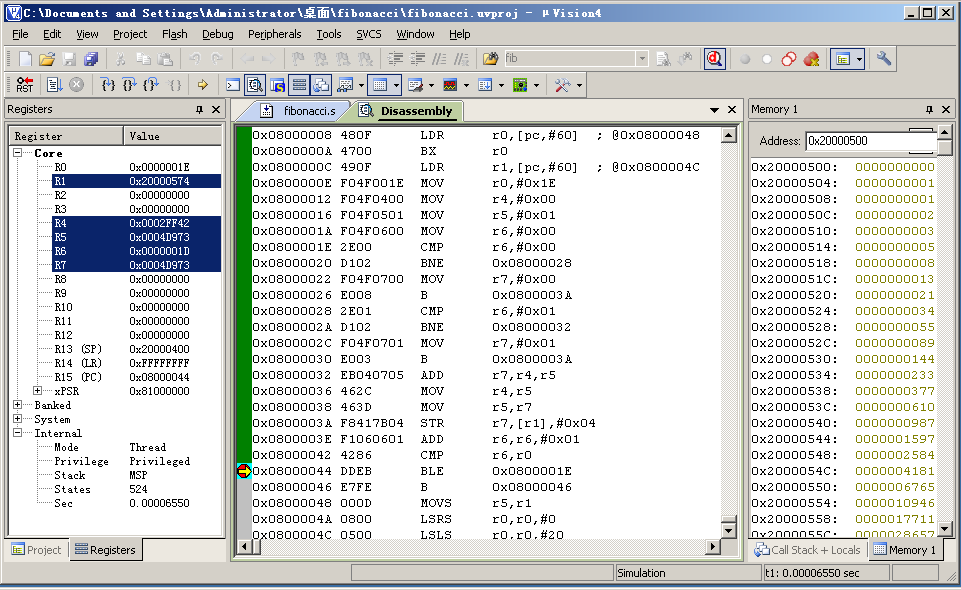 C:\Documents and Settings\Administrator\桌面\fibonacci\fibonacci.uvproj - µVision4
File Edit View Project Flash Debug Peripherals Tools SVCS Window Help
fib
RST
Registers
Register Value
Core
R0 0x0000001E
R1 0x20000574
R2 0x00000000
R3 0x00000000
R4 0x0002FF42
R5 0x0004D973
R6 0x0000001D
R7 0x0004D973
R8 0x00000000
R9 0x00000000
R10 0x00000000
R11 0x00000000
R12 0x00000000
R13 (SP) 0x20000400
R14 (LR) 0xFFFFFFFF
R15 (PC) 0x08000044
xPSR 0x81000000
Banked
System
Internal
Mode Thread
Privilege Privileged
Stack MSP
States 524
Sec 0.00006550
Project Registers
fibonacci.s Disassembly
0x08000008 480F LDR r0,[pc,#60] ; @0x08000048
0x0800000A 4700 BX r0
0x0800000C 490F LDR r1,[pc,#60] ; @0x0800004C
0x0800000E F04F001E MOV r0,#0x1E
0x08000012 F04F0400 MOV r4,#0x00
0x08000016 F04F0501 MOV r5,#0x01
0x0800001A F04F0600 MOV r6,#0x00
0x0800001E 2E00 CMP r6,#0x00
0x08000020 D102 BNE 0x08000028
0x08000022 F04F0700 MOV r7,#0x00
0x08000026 E008 B 0x0800003A
0x08000028 2E01 CMP r6,#0x01
0x0800002A D102 BNE 0x08000032
0x0800002C F04F0701 MOV r7,#0x01
0x08000030 E003 B 0x0800003A
0x08000032 EB040705 ADD r7,r4,r5
0x08000036 462C MOV r4,r5
0x08000038 463D MOV r5,r7
0x0800003A F8417B04 STR r7,[r1],#0x04
0x0800003E F1060601 ADD r6,r6,#0x01
0x08000042 4286 CMP r6,r0
0x08000044 DDEB BLE 0x0800001E
0x08000046 E7FE B 0x08000046
0x08000048 000D MOVS r5,r1
0x0800004A 0800 LSRS r0,r0,#0
0x0800004C 0500 LSLS r0,r0,#20
Memory 1
Address: 0x20000500
0x20000500: 0000000000
0x20000504: 0000000001
0x20000508: 0000000001
0x2000050C: 0000000002
0x20000510: 0000000003
0x20000514: 0000000005
0x20000518: 0000000008
0x2000051C: 0000000013
0x20000520: 0000000021
0x20000524: 0000000034
0x20000528: 0000000055
0x2000052C: 0000000089
0x20000530: 0000000144
0x20000534: 0000000233
0x20000538: 0000000377
0x2000053C: 0000000610
0x20000540: 0000000987
0x20000544: 0000001597
0x20000548: 0000002584
0x2000054C: 0000004181
0x20000550: 0000006765
0x20000554: 0000010946
0x20000558: 0000017711
0x2000055C: 0000028657
Call Stack + Locals Memory 1
Simulation t1: 0.00006550 sec